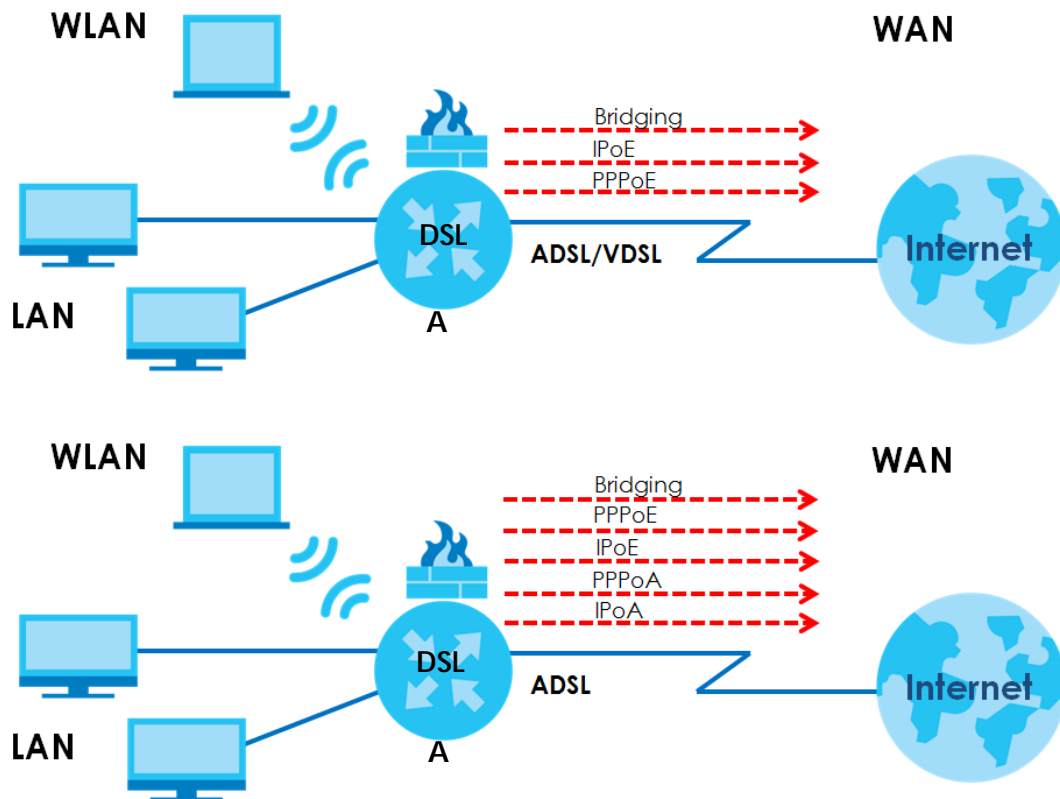 WLAN
WAN
Bridging
IPoE
PPPoE
DSL
ADSL/VDSL
Internet
LAN
A
WLAN
WAN
Bridging
PPPoE
IPoE
PPPoA
IPoA
DSL
ADSL
Internet
LAN
A